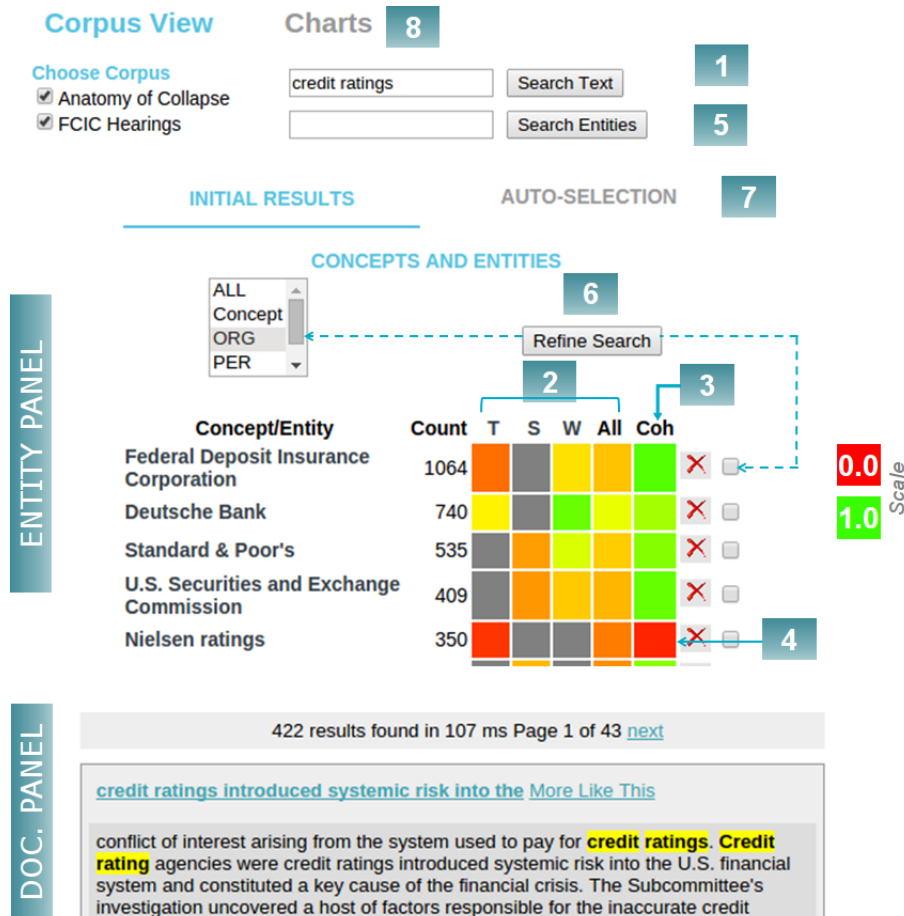 Corpus View Charts 8
Choose Corpus
Anatomy of Collapse
FCIC Hearings
credit ratings Search Text 1
Search Entities 5
INITIAL RESULTS AUTO-SELECTION 7
CONCEPTS AND ENTITIES
ALL
Concept
ORG
PER
6
Refine Search
2 3
ENTITY PANEL
Concept/Entity Count T S W All Coh
Federal Deposit Insurance
Corporation 1064
Deutsche Bank 740
Standard & Poor's 535
U.S. Securities and Exchange
Commission 409
Nielsen ratings 350 4
0.0
1.0
Scale
DOC. PANEL
422 results found in 107 ms Page 1 of 43 next
credit ratings introduced systemic risk into the More Like This
conflict of interest arising from the system used to pay for credit ratings. Credit
rating agencies were credit ratings introduced systemic risk into the U.S. financial
system and constituted a key cause of the financial crisis. The Subcommittee's
investigation uncovered a host of factors responsible for the inaccurate credit